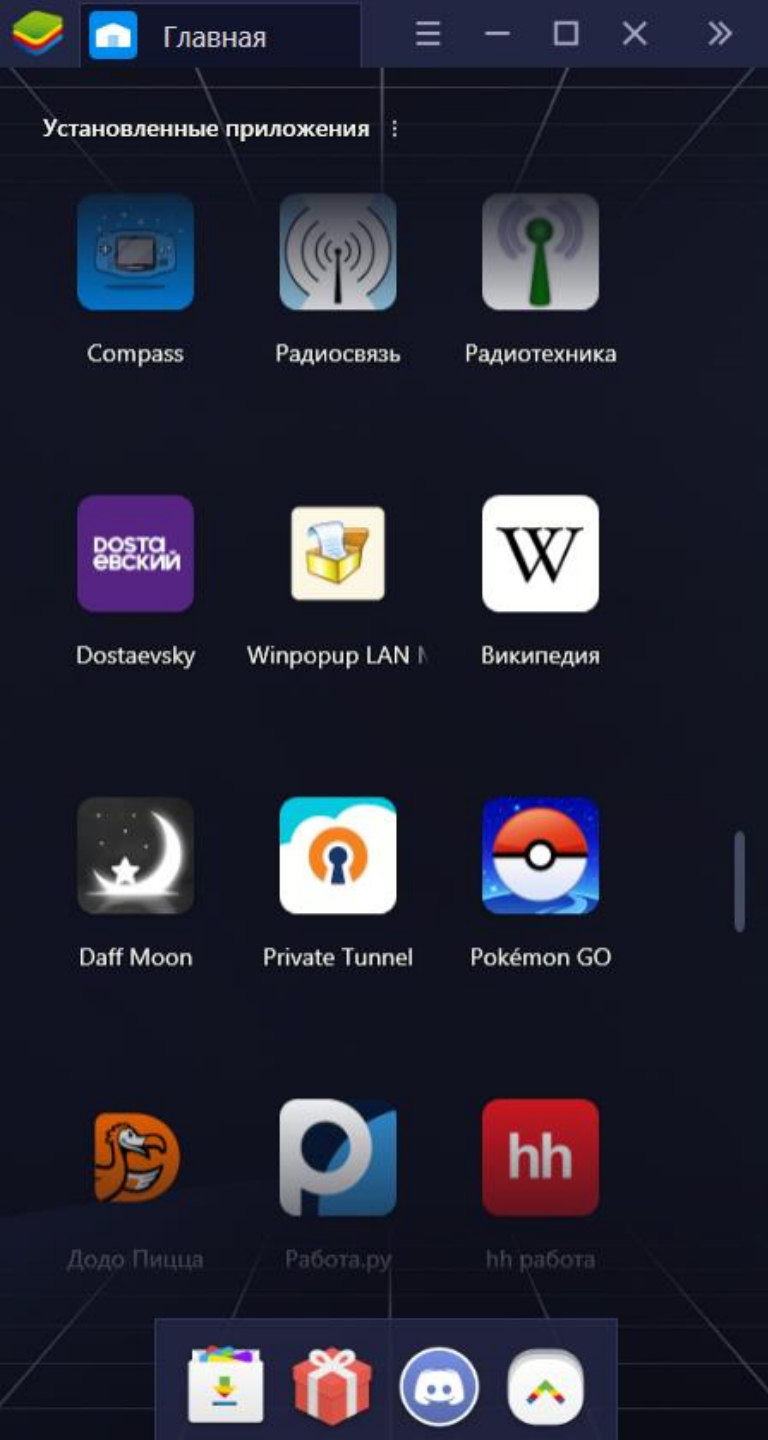 Главная
Установленные приложения
Compass Радиосвязь Радиотехника
DOSTA
ЕВСКИЙ
W
Dostaevsky Winpopup LAN Википедия
Daff Moon Private Tunnel Pokémon GO
hh
Додо Пицца Работа.ру hh работа